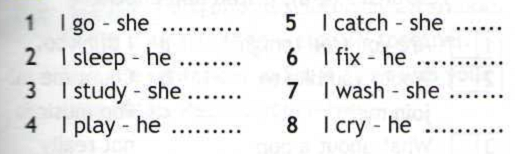 1 I go - she .........
2 I sleep - he .........
3 I study - she .........
4 I play - he .........
5 I catch - she ......
6 I fix - he ...........
7 I wash - she .......
8 I cry - he ...........